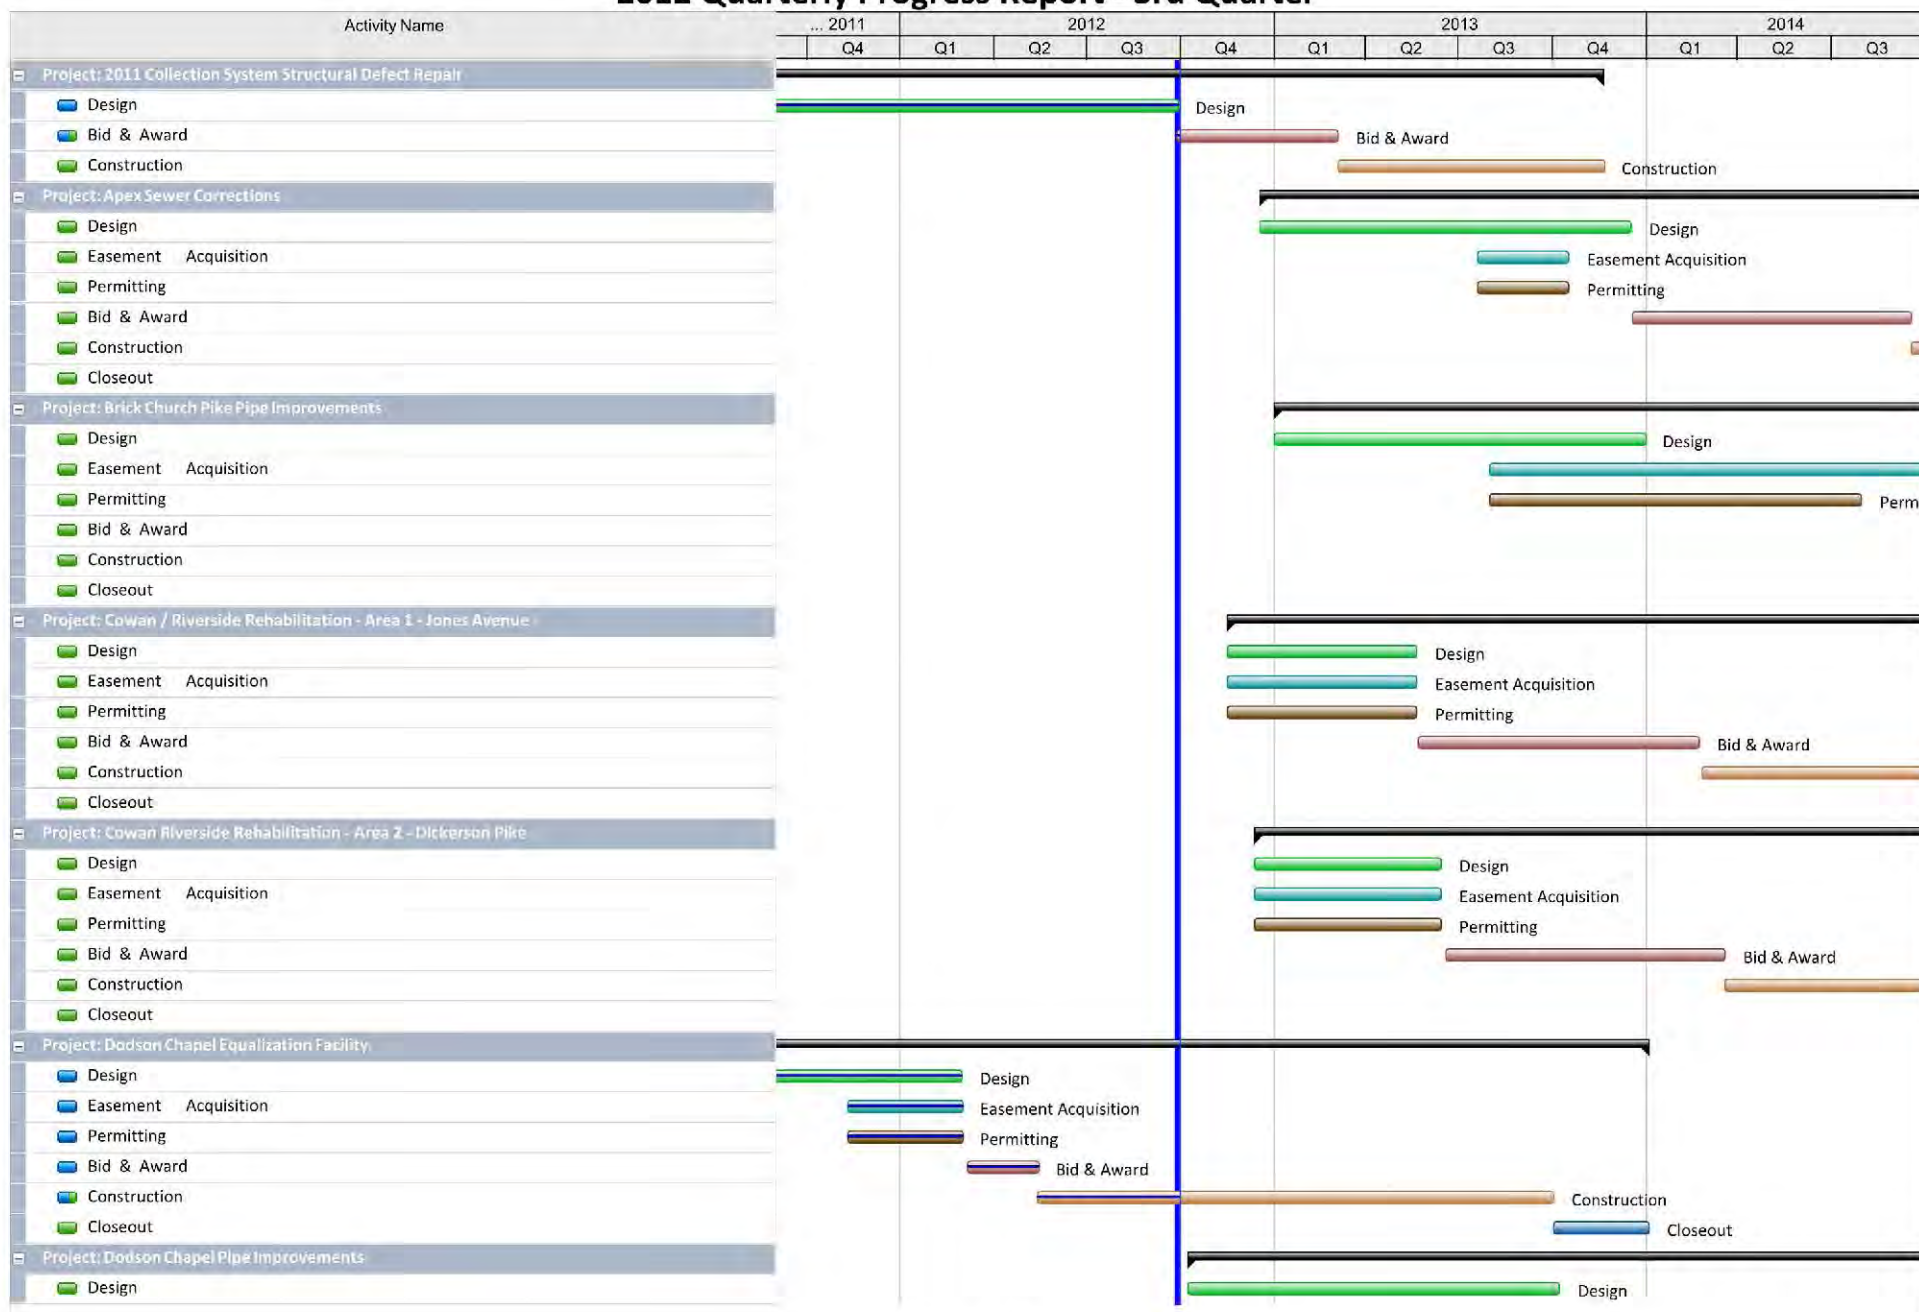 2012 Quarterly Progress Report - 3rd Quarter
Activity Name
... 2011 2012 2013 2014
Q4 Q1 Q2 Q3 Q4 Q1 Q2 Q3 Q4 Q1 Q2 Q3
Project: 2011 Collection System Structural Defect Repair
Design Design
Bid & Award Bid & Award
Construction Construction
Project: Apex Sewer Corrections
Design Design
Easement Acquisition Easement Acquisition
Permitting Permitting
Bid & Award
Construction
Closeout
Project: Brick Church Pike Pipe Improvements
Design Design
Easement Acquisition
Permitting Perm
Bid & Award
Construction
Closeout
Project: Cowan / Riverside Rehabilitation - Area 1 - Jones Avenue
Design Design
Easement Acquisition Easement Acquisition
Permitting Permitting
Bid & Award Bid & Award
Construction
Closeout
Project: Cowan Riverside Rehabilitation - Area 2 - Dickerson Pike
Design Design
Easement Acquisition Easement Acquisition
Permitting Permitting
Bid & Award Bid & Award
Construction
Closeout
Project: Dodson Chapel Equalization Facility
Design Design
Easement Acquisition Easement Acquisition
Permitting Permitting
Bid & Award Bid & Award
Construction Construction
Closeout Closeout
Project: Dodson Chapel Pipe Improvements
Design Design